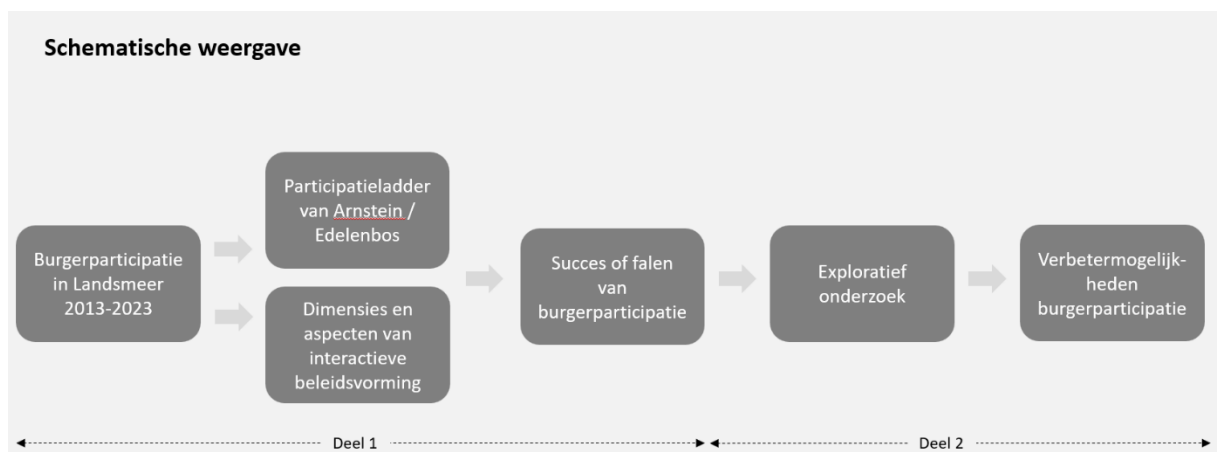 Schematische weergave
Burgerparticipatie
in Landsmeer
2013-2023
Participatieladder
van Arnstein /
Edelenbos
Dimensies en
aspecten van
interactieve
beleidsvorming
Succes of falen
van
burgerparticipatie
Exploratief
onderzoek
Verbetermogelijk-
heden
burgerparticipatie
Deel 1
Deel 2